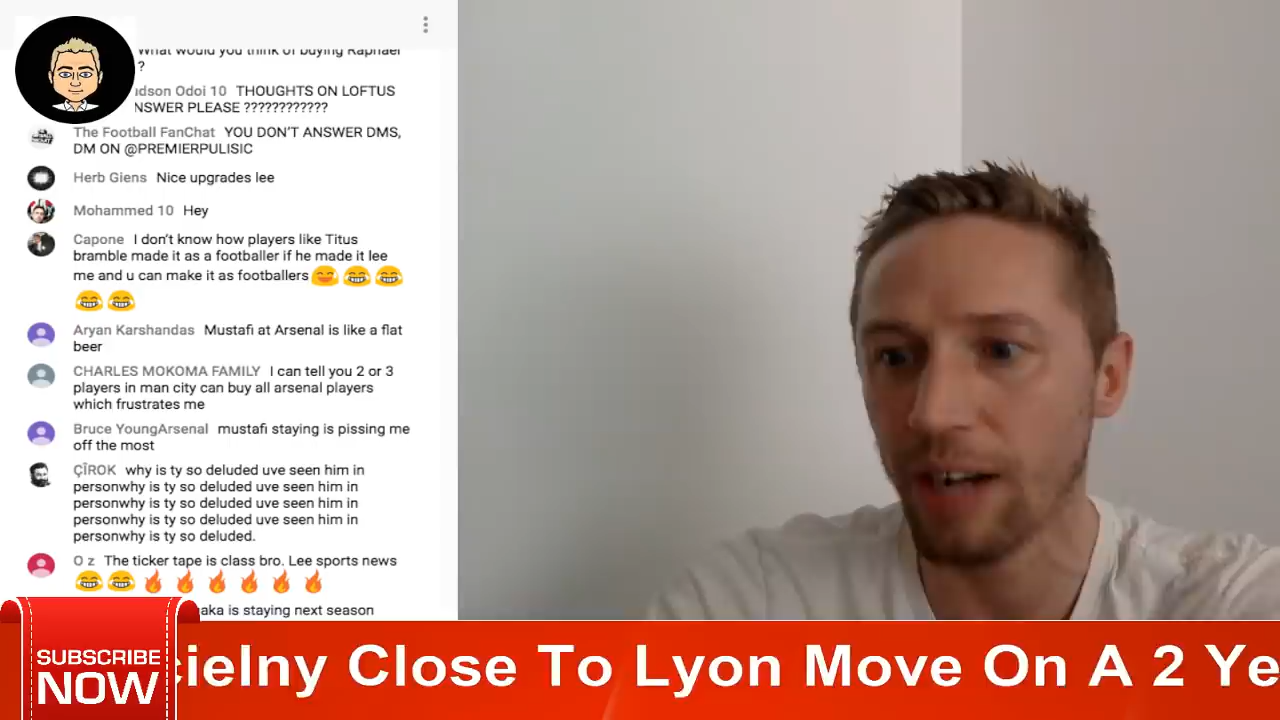 What would you think of buying Raphael
?
dson Odoi 10 THOUGHTS ON LOFTUS
NSWER PLEASE ????????????
The Football FanChat YOU DON'T ANSWER DMS,
DM ON @PREMIERPULISIC
Herb Giens Nice upgrades lee
Mohammed 10 Hey
Capone I don't know how players like Titus
bramble made it as a footballer if he made it lee
me and u can make it as footballers😄😂😂
😂😂
Aryan Karshandas Mustafi at Arsenal is like a flat
beer
CHARLES MOKOMA FAMILY I can tell you 2 or 3
players in man city can buy all arsenal players
which frustrates me
Bruce YoungArsenal mustafi staying is pissing me
off the most
ÇÎROK why is ty so deluded uve seen him in
personwhy is ty so deluded uve seen him in
personwhy is ty so deluded uve seen him in
personwhy is ty so deluded uve seen him in
personwhy is ty so deluded.
O z The ticker tape is class bro. Lee sports news
😂😂🔥🔥🔥🔥🔥🔥
aka is staying next season
SUBSCRIBE
NOW
cielny Close To Lyon Move On A 2 Ye